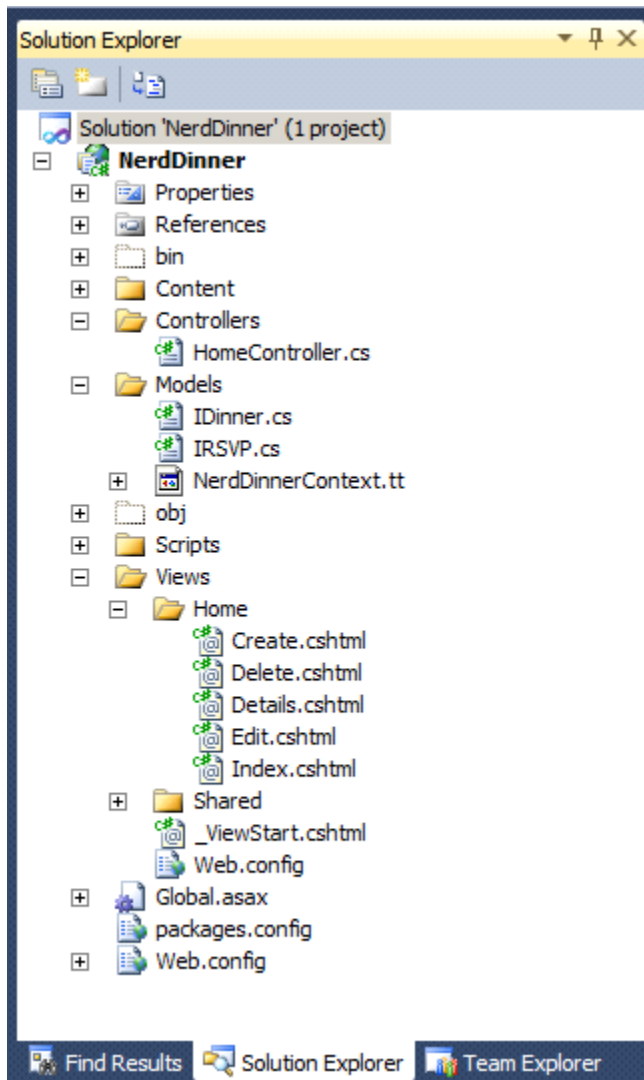 Solution Explorer
Solution 'NerdDinner' (1 project)
NerdDinner
Properties
References
bin
Content
Controllers
HomeController.cs
Models
IDinner.cs
IRSVP.cs
NerdDinnerContext.tt
obj
Scripts
Views
Home
Create.cshtml
Delete.cshtml
Details.cshtml
Edit.cshtml
Index.cshtml
Shared
_ViewStart.cshtml
Web.config
Global.asax
packages.config
Web.config
Find Results Solution Explorer Team Explorer